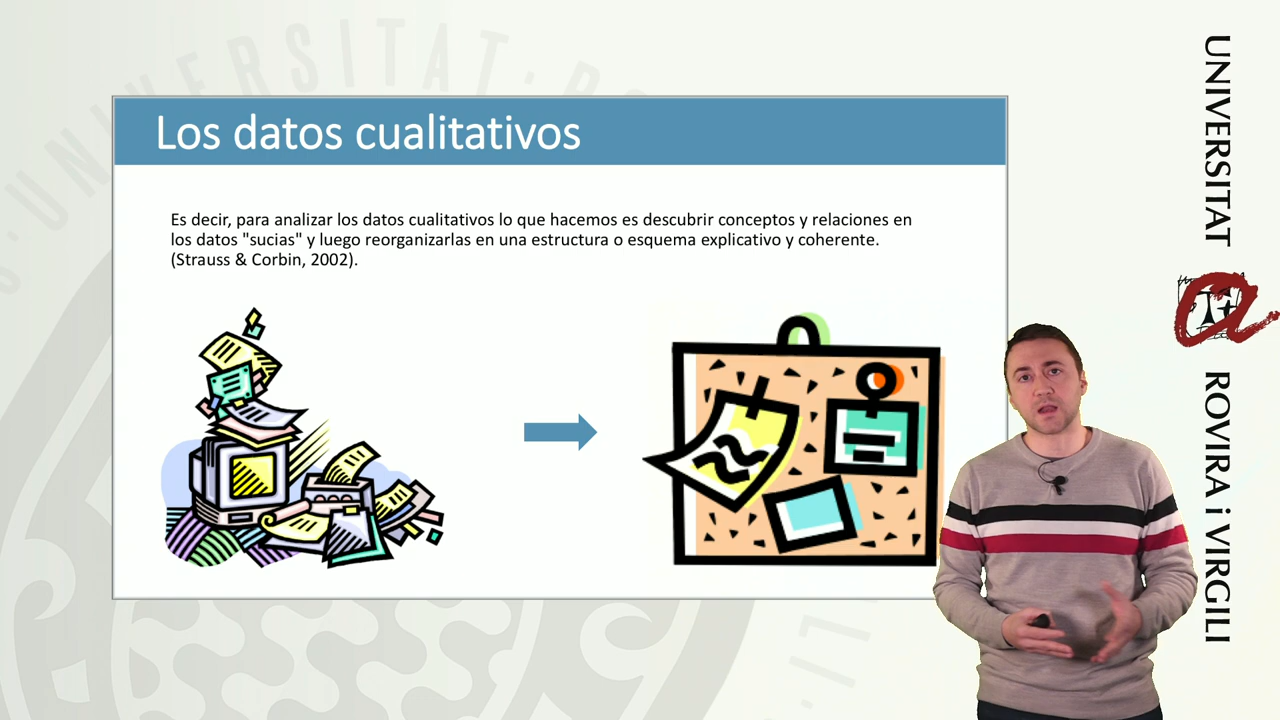 Los datos cualitativos
Es decir, para analizar los datos cualitativos lo que hacemos es descubrir conceptos y relaciones en
los datos "sucias" y luego reorganizarlas en una estructura o esquema explicativo y coherente.
(Strauss & Corbin, 2002).
UNIVERSITAT
ROVIRA i VIRGILI